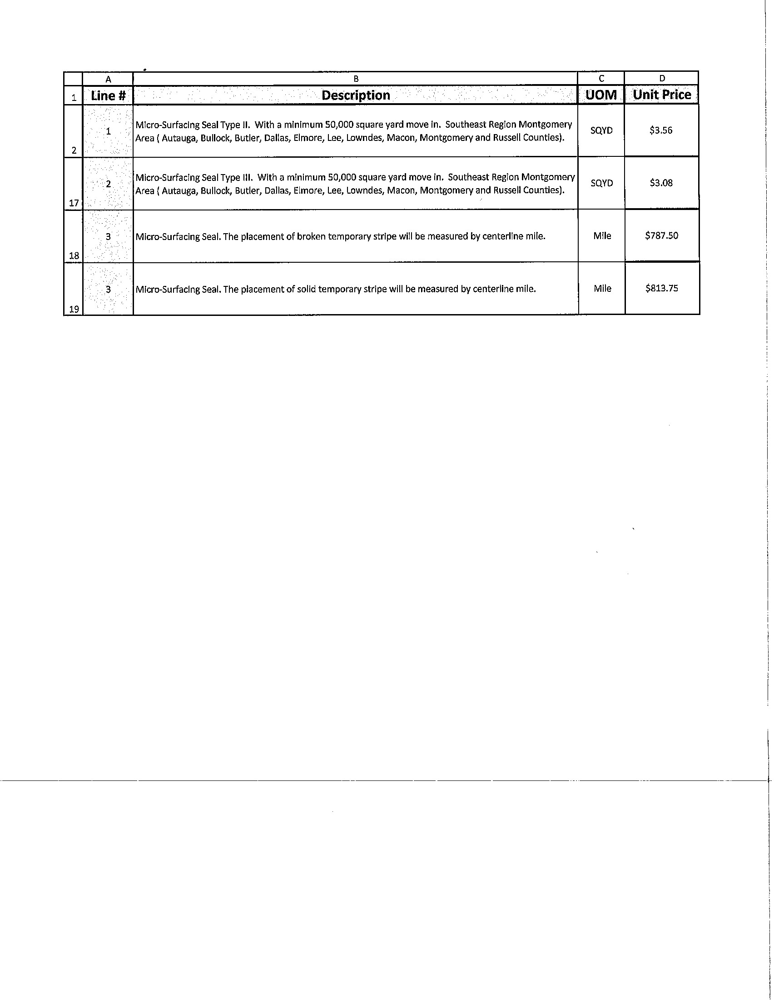 A B C D
1 Line # Description UOM Unit Price
Micro-Surfacing Seal Type II. With a minimum 50,000 square yard move in. Southeast Region Montgomery
1 SQYD $3.56
Area ( Autauga, Bullock, Butler, Dallas, Elmore, Lee, Lowndes, Macon, Montgomery and Russell Counties).
2
Micro-Surfacing Seal Type III. With a minimum 50,000 square yard move in. Southeast Region Montgomery
2 SQYD $3.08
Area ( Autauga, Bullock, Butler, Dallas, Elmore, Lee, Lowndes, Macon, Montgomery and Russell Counties).
17
3 Micro-Surfacing Seal. The placement of broken temporary stripe will be measured by centerline mile. Mile $787.50
18
3 Micro-Surfacing Seal. The placement of solid temporary stripe will be measured by centerline mile. Mile $813.75
19